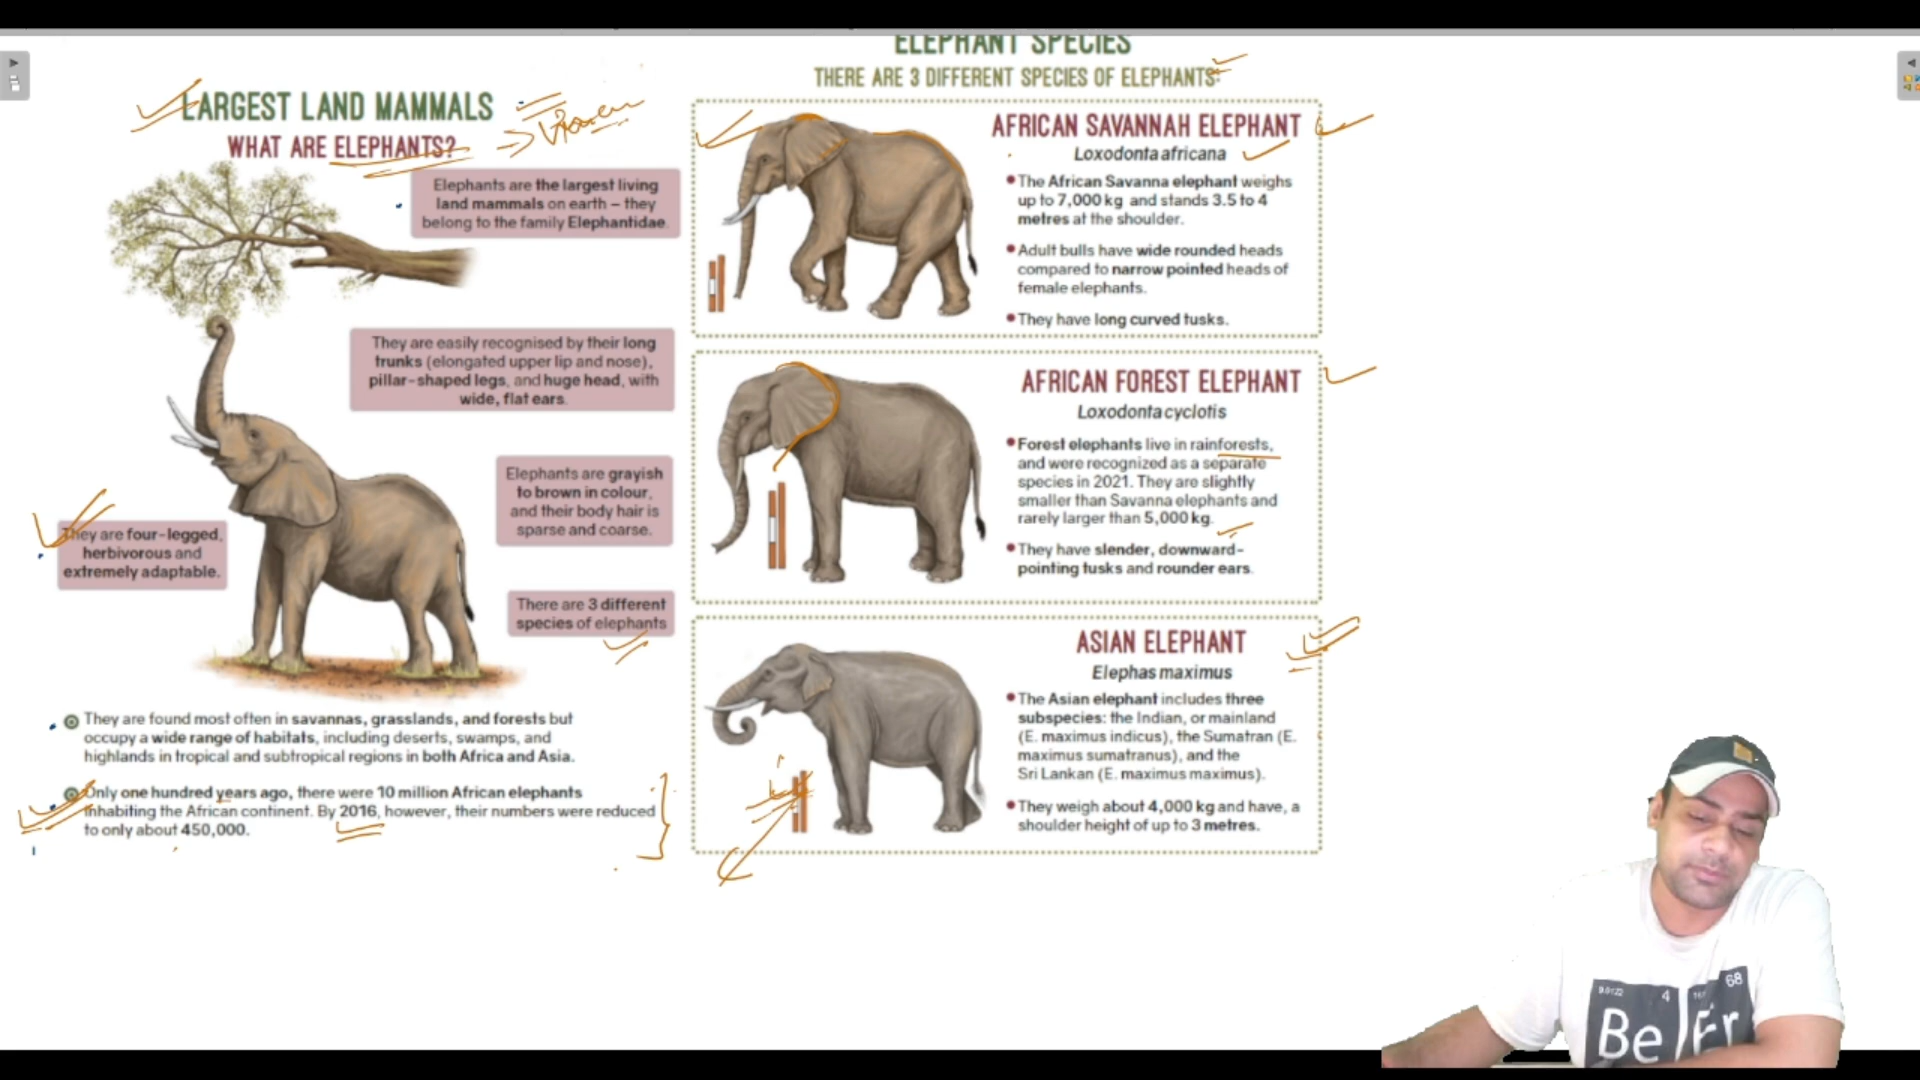 LARGEST LAND MAMMALS
WHAT ARE ELEPHANTS?
Elephants are the largest living
land mammals on earth – they
belong to the family Elephantidae.
They are easily recognised by their long
trunks (elongated upper lip and nose),
pillar-shaped legs, and huge head, with
wide, flat ears.
Elephants are grayish
to brown in colour,
and their body hair is
sparse and coarse.
They are four-legged,
herbivorous and
extremely adaptable.
There are 3 different
species of elephants
They are found most often in savannas, grasslands, and forests but
occupy a wide range of habitats, including deserts, swamps, and
highlands in tropical and subtropical regions in both Africa and Asia.
Only one hundred years ago, there were 10 million African elephants
inhabiting the African continent. By 2016, however, their numbers were reduced
to only about 450,000.
ELEPHANT SPECIES
THERE ARE 3 DIFFERENT SPECIES OF ELEPHANTS
AFRICAN SAVANNAH ELEPHANT
Loxodonta africana
The African Savanna elephant weighs
up to 7,000 kg and stands 3.5 to 4
metres at the shoulder.
Adult bulls have wide rounded heads
compared to narrow pointed heads of
female elephants.
They have long curved tusks.
AFRICAN FOREST ELEPHANT
Loxodonta cyclotis
Forest elephants live in rainforests,
and were recognized as a separate
species in 2021. They are slightly
smaller than Savanna elephants and
rarely larger than 5,000 kg.
They have slender, downward-
pointing tusks and rounder ears.
ASIAN ELEPHANT
Elephas maximus
The Asian elephant includes three
subspecies: the Indian, or mainland
(E. maximus indicus), the Sumatran (E.
maximus sumatranus), and the
Sri Lankan (E. maximus maximus).
They weigh about 4,000 kg and have, a
shoulder height of up to 3 metres.
4
68
Be Er